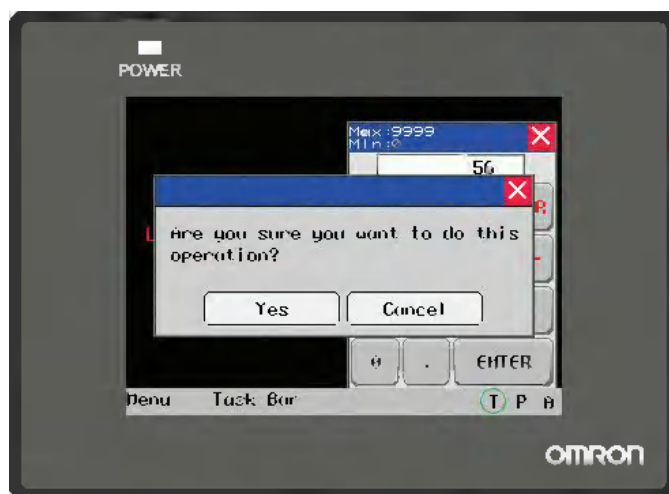 POWER
Max:9999
Min:0
56
Are you sure you want to do this
operation?
Yes
Cancel
0
.
ENTER
Menu
Task Bar
T
P
A
OMRON